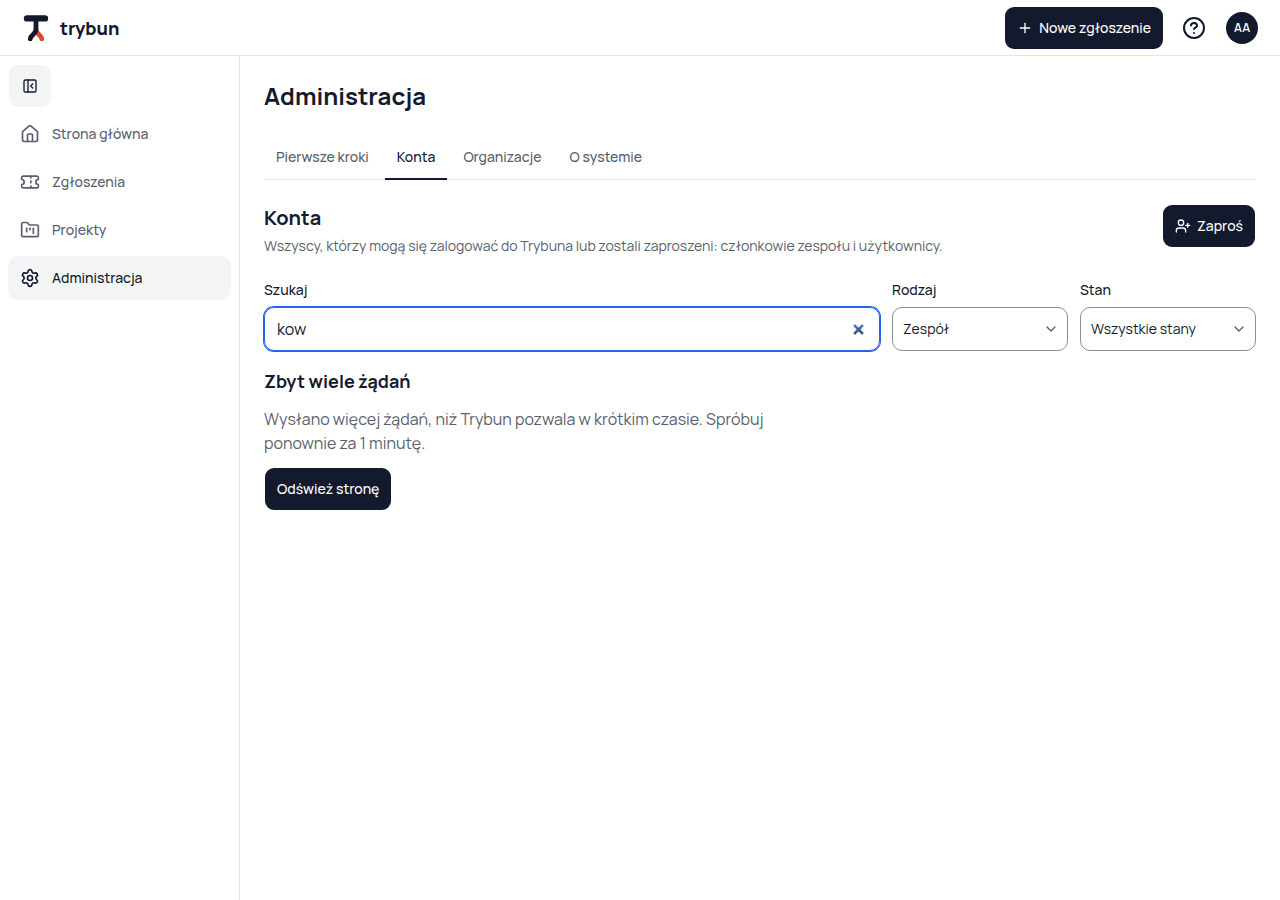 trybun
Nowe zgłoszenie
AA
Strona główna
Zgłoszenia
Projekty
Administracja
Administracja
Pierwsze kroki
Konta
Organizacje
O systemie
Konta
Wszyscy, którzy mogą się zalogować do Trybuna lub zostali zaproszeni: członkowie zespołu i użytkownicy.
Zaproś
Szukaj
Rodzaj
Stan
kow
Zespół
Wszystkie stany
Zbyt wiele żądań
Wysłano więcej żądań, niż Trybun pozwala w krótkim czasie. Spróbuj
ponownie za 1 minutę.
Odśwież stronę